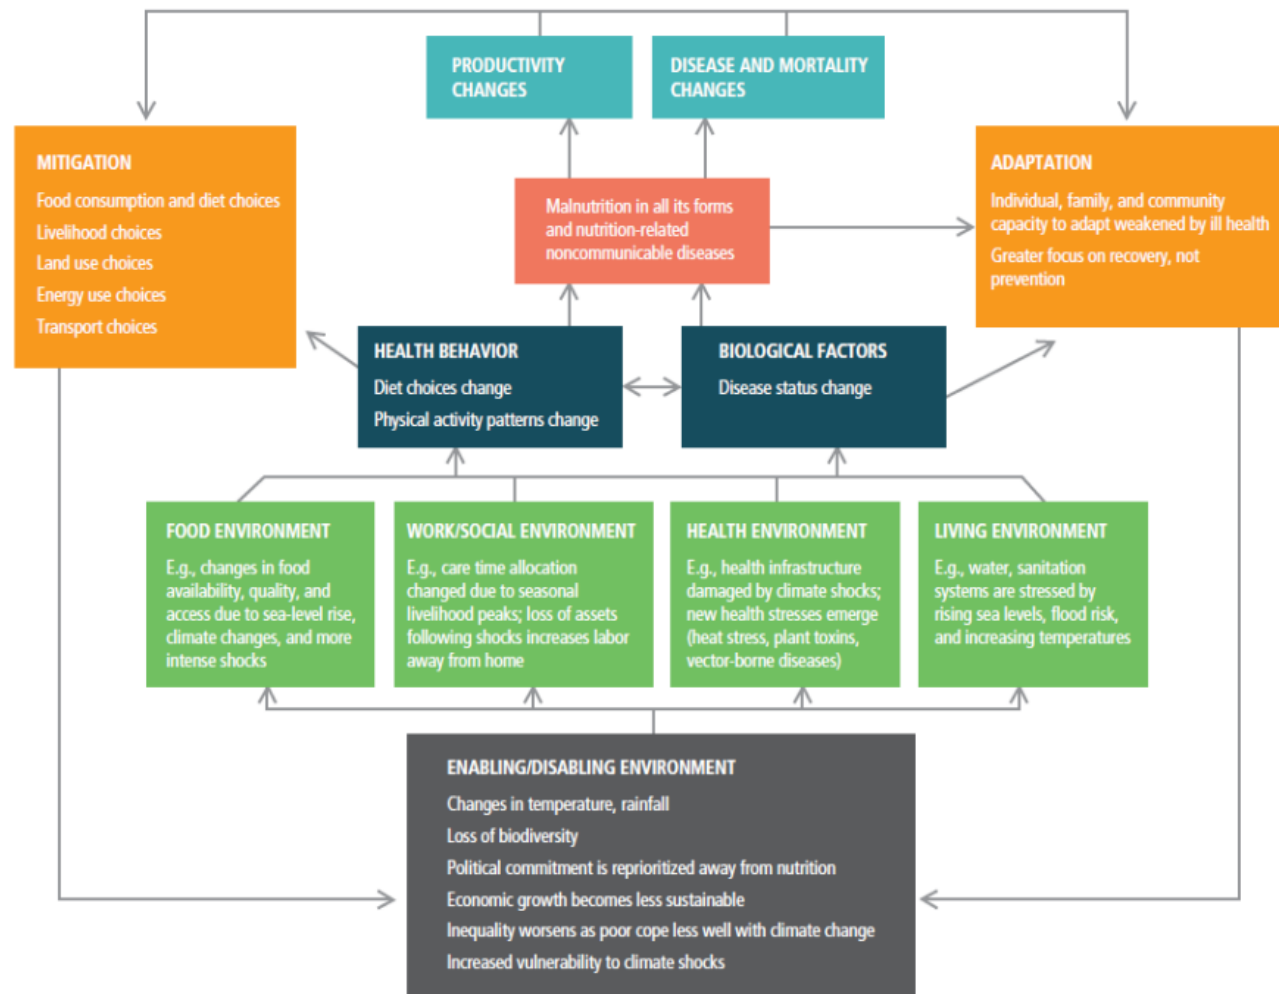 PRODUCTIVITY
CHANGES
DISEASE AND MORTALITY
CHANGES
MITIGATION
Food consumption and diet choices
Livelihood choices
Land use choices
Energy use choices
Transport choices
Malnutrition in all its forms
and nutrition-related
noncommunicable diseases
ADAPTATION
Individual, family, and community
capacity to adapt weakened by ill health
Greater focus on recovery, not
prevention
HEALTH BEHAVIOR
Diet choices change
Physical activity patterns change
BIOLOGICAL FACTORS
Disease status change
FOOD ENVIRONMENT
E.g., changes in food
availability, quality, and
access due to sea-level rise,
climate changes, and more
intense shocks
WORK/SOCIAL ENVIRONMENT
E.g., care time allocation
changed due to seasonal
livelihood peaks; loss of assets
following shocks increases labor
away from home
HEALTH ENVIRONMENT
E.g., health infrastructure
damaged by climate shocks;
new health stresses emerge
(heat stress, plant toxins,
vector-borne diseases)
LIVING ENVIRONMENT
E.g., water, sanitation
systems are stressed by
rising sea levels, flood risk,
and increasing temperatures
ENABLING/DISABLING ENVIRONMENT
Changes in temperature, rainfall
Loss of biodiversity
Political commitment is reprioritized away from nutrition
Economic growth becomes less sustainable
Inequality worsens as poor cope less well with climate change
Increased vulnerability to climate shocks